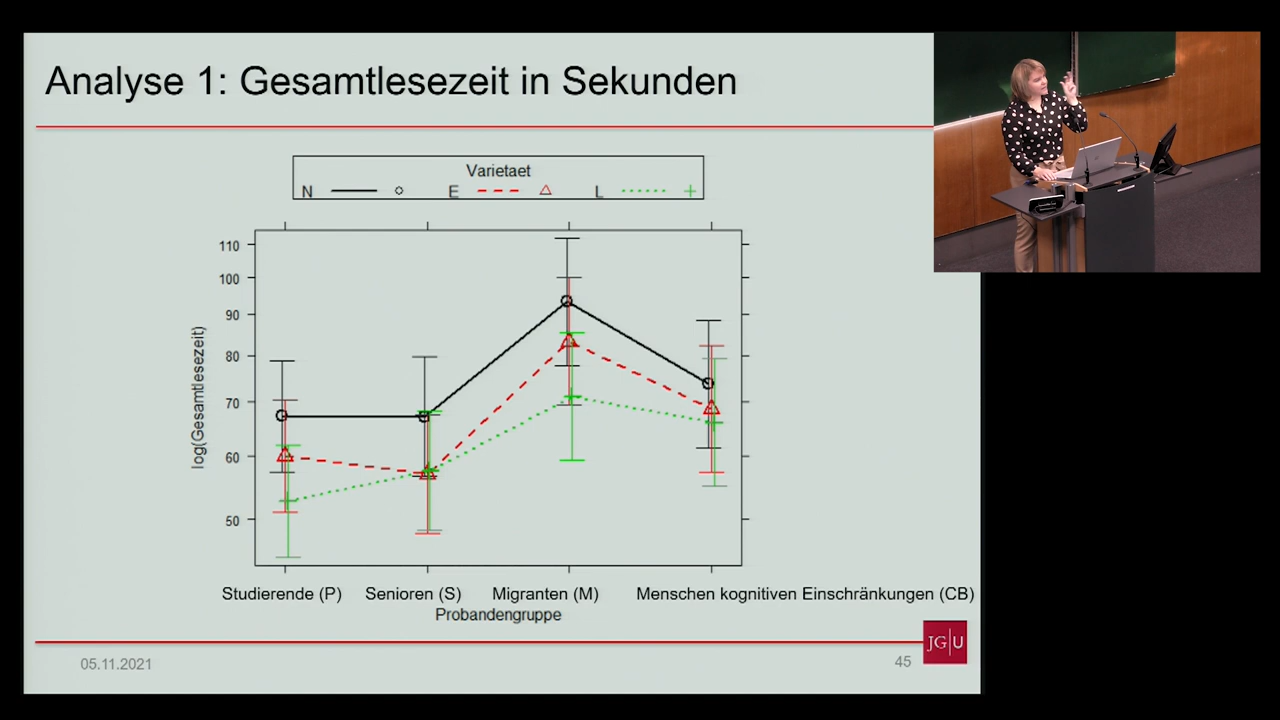 Analyse 1: Gesamtlesezeit in Sekunden
Varietaet
N E L
110
100
90
80
70
60
50
log(Gesamtlesezeit)
Studierende (P) Senioren (S) Migranten (M) Menschen kognitiven Einschränkungen (CB)
Probandengruppe
JG|U
05.11.2021 45